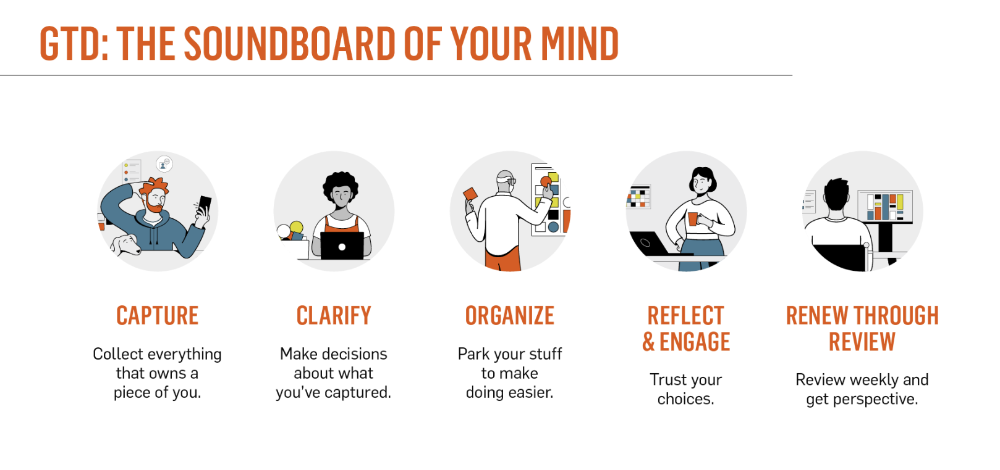 GTD: THE SOUNDBOARD OF YOUR MIND
CAPTURE
Collect everything
that owns a
piece of you.
CLARIFY
Make decisions
about what
you've captured.
ORGANIZE
Park your stuff
to make
doing easier.
REFLECT
& ENGAGE
Trust your
choices.
RENEW THROUGH
REVIEW
Review weekly and
get perspective.